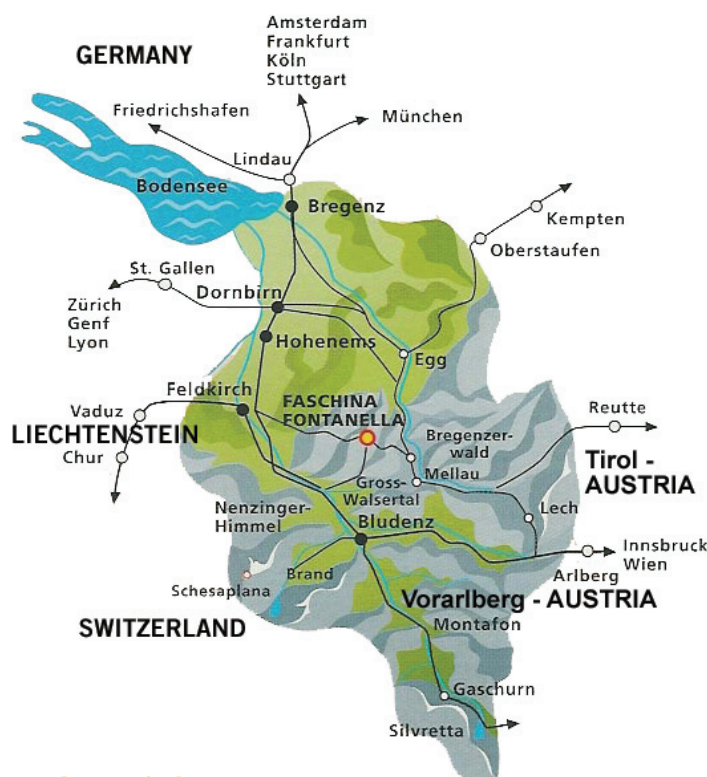 Amsterdam
Frankfurt
Köln
Stuttgart
GERMANY
Friedrichshafen
München
Lindau
Bodensee
Bregenz
Kempten
Oberstaufen
St. Gallen
Dornbirn
Zürich
Genf
Lyon
Hohenems
Egg
Feldkirch
FASCHINA
FONTANELLA
Vaduz
Reutte
LIECHTENSTEIN
Bregenzer-
wald
Chur
Mellau
Tirol -
AUSTRIA
Gross-
Walsertal
Nenzinger-
Himmel
Lech
Bludenz
Innsbruck
Wien
Arlberg
Brand
Schesaplana
Vorarlberg - AUSTRIA
SWITZERLAND
Montafon
Gaschurn
Silvretta